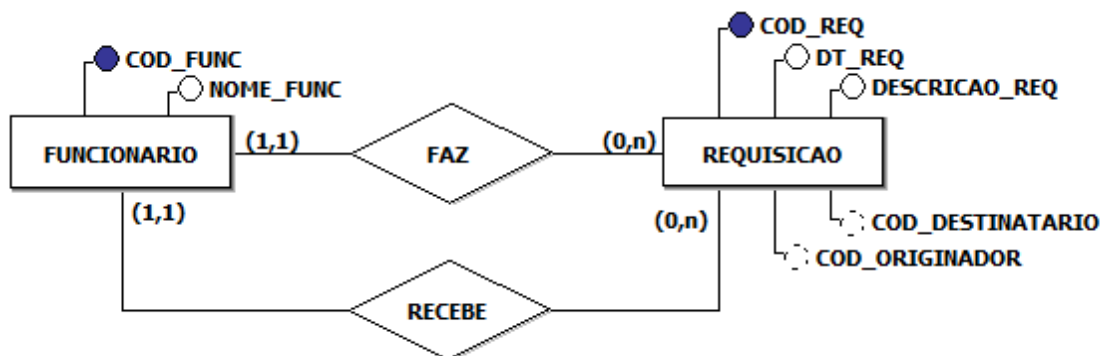 COD_REQ
COD_FUNC
DT_REQ
NOME_FUNC
DESCRICAO_REQ
FUNCIONARIO
(1,1)
FAZ
(0,n)
REQUISICAO
(1,1)
(0,n)
COD_DESTINATARIO
COD_ORIGINADOR
RECEBE